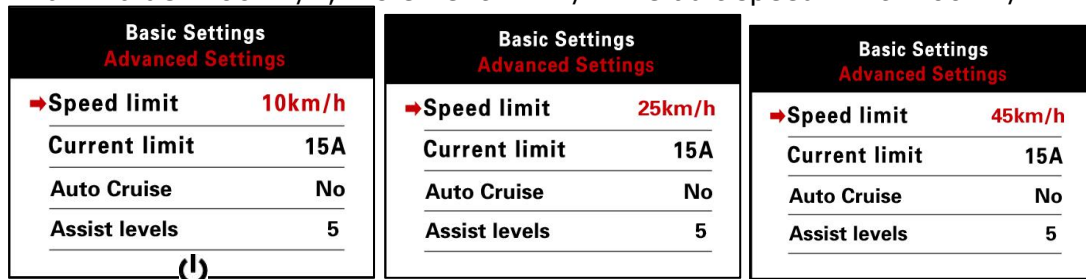 Basic Settings
Advanced Settings
➡Speed limit 10km/h
Current limit 15A
Auto Cruise No
Assist levels 5
Basic Settings
Advanced Settings
➡Speed limit 25km/h
Current limit 15A
Auto Cruise No
Assist levels 5
Basic Settings
Advanced Settings
➡Speed limit 45km/h
Current limit 15A
Auto Cruise No
Assist levels 5